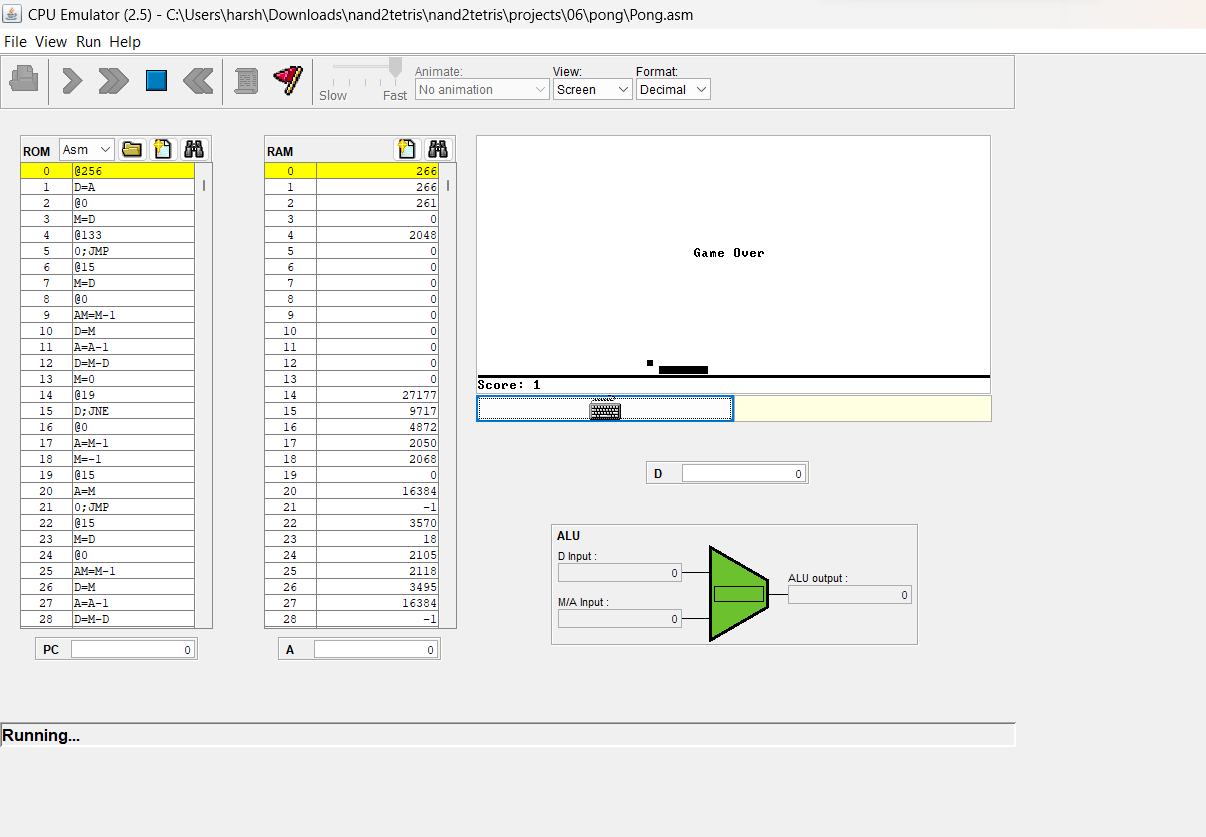 CPU Emulator (2.5) - C:\Users\harsh\Downloads\nand2tetris\nand2tetris\projects\06\pong\Pong.asm
File View Run Help
Slow Fast
Animate: View: Format:
No animation Screen Decimal
ROM Asm
0 @256
1 D=A
2 @0
3 M=D
4 @133
5 0;JMP
6 @15
7 M=D
8 @0
9 AM=M-1
10 D=M
11 A=A-1
12 D=M-D
13 M=0
14 @19
15 D;JNE
16 @0
17 A=M-1
18 M=-1
19 @15
20 A=M
21 0;JMP
22 @15
23 M=D
24 @0
25 AM=M-1
26 D=M
27 A=A-1
28 D=M-D
PC 0
RAM
0 266
1 266
2 261
3 0
4 2048
5 0
6 0
7 0
8 0
9 0
10 0
11 0
12 0
13 0
14 27177
15 9717
16 4872
17 2050
18 2068
19 0
20 16384
21 -1
22 3570
23 18
24 2105
25 2118
26 3495
27 16384
28 -1
A 0
Game Over
Score: 1
D 0
ALU
D Input :
0
M/A Input :
0
ALU output :
0
Running...